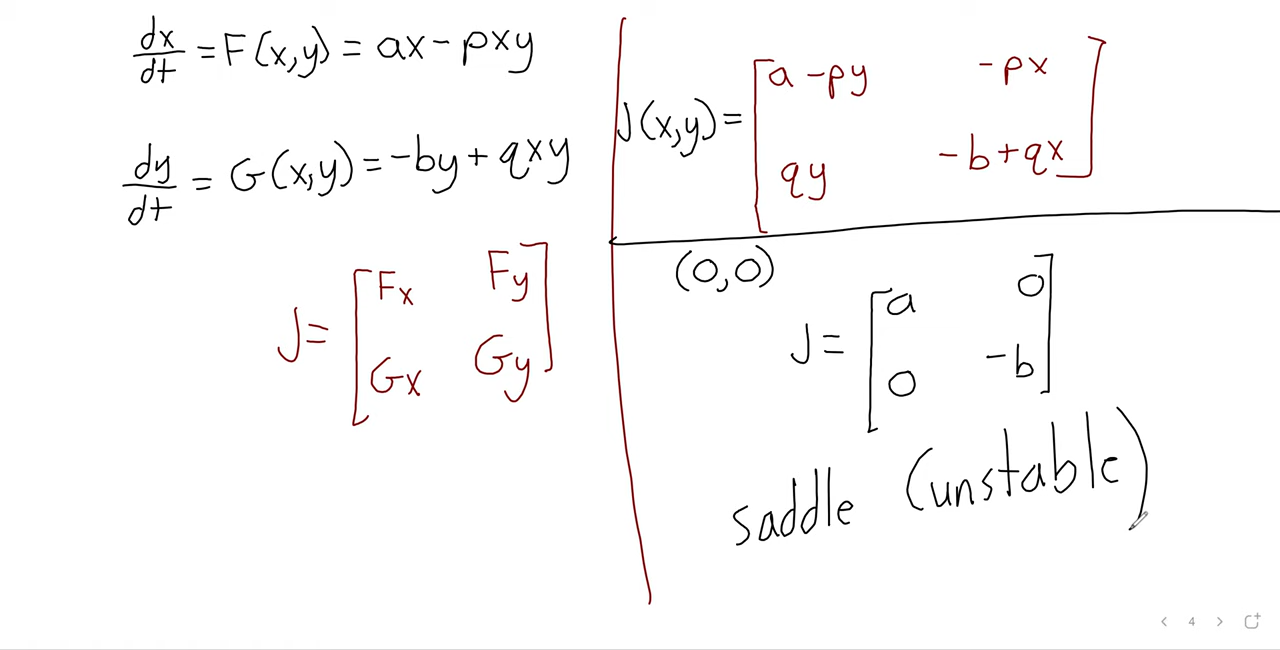 dx/dt = F(x,y) = ax - pxy
dy/dt = G(x,y) = -by + qxy
J = [Fx Fy
Gx Gy]
J(x,y) = [a - py -px
qy -b + qx]
(0,0)
J = [a 0
0 -b]
saddle (unstable)
4